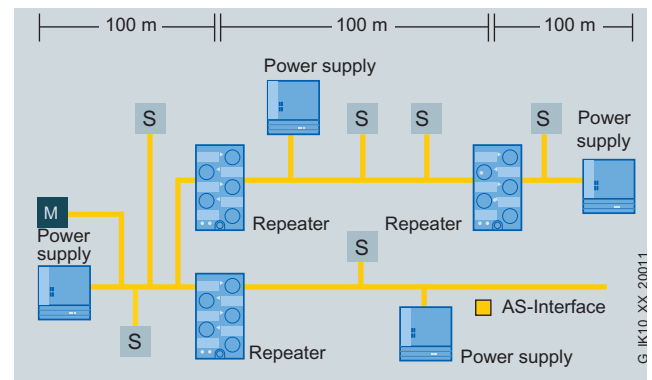 100 m
100 m
100 m
Power supply
S
S
S
S
Power
supply
M
Repeater
Repeater
Power
supply
S
S
AS-Interface
Repeater
Power supply
G_IK10_XX_20011